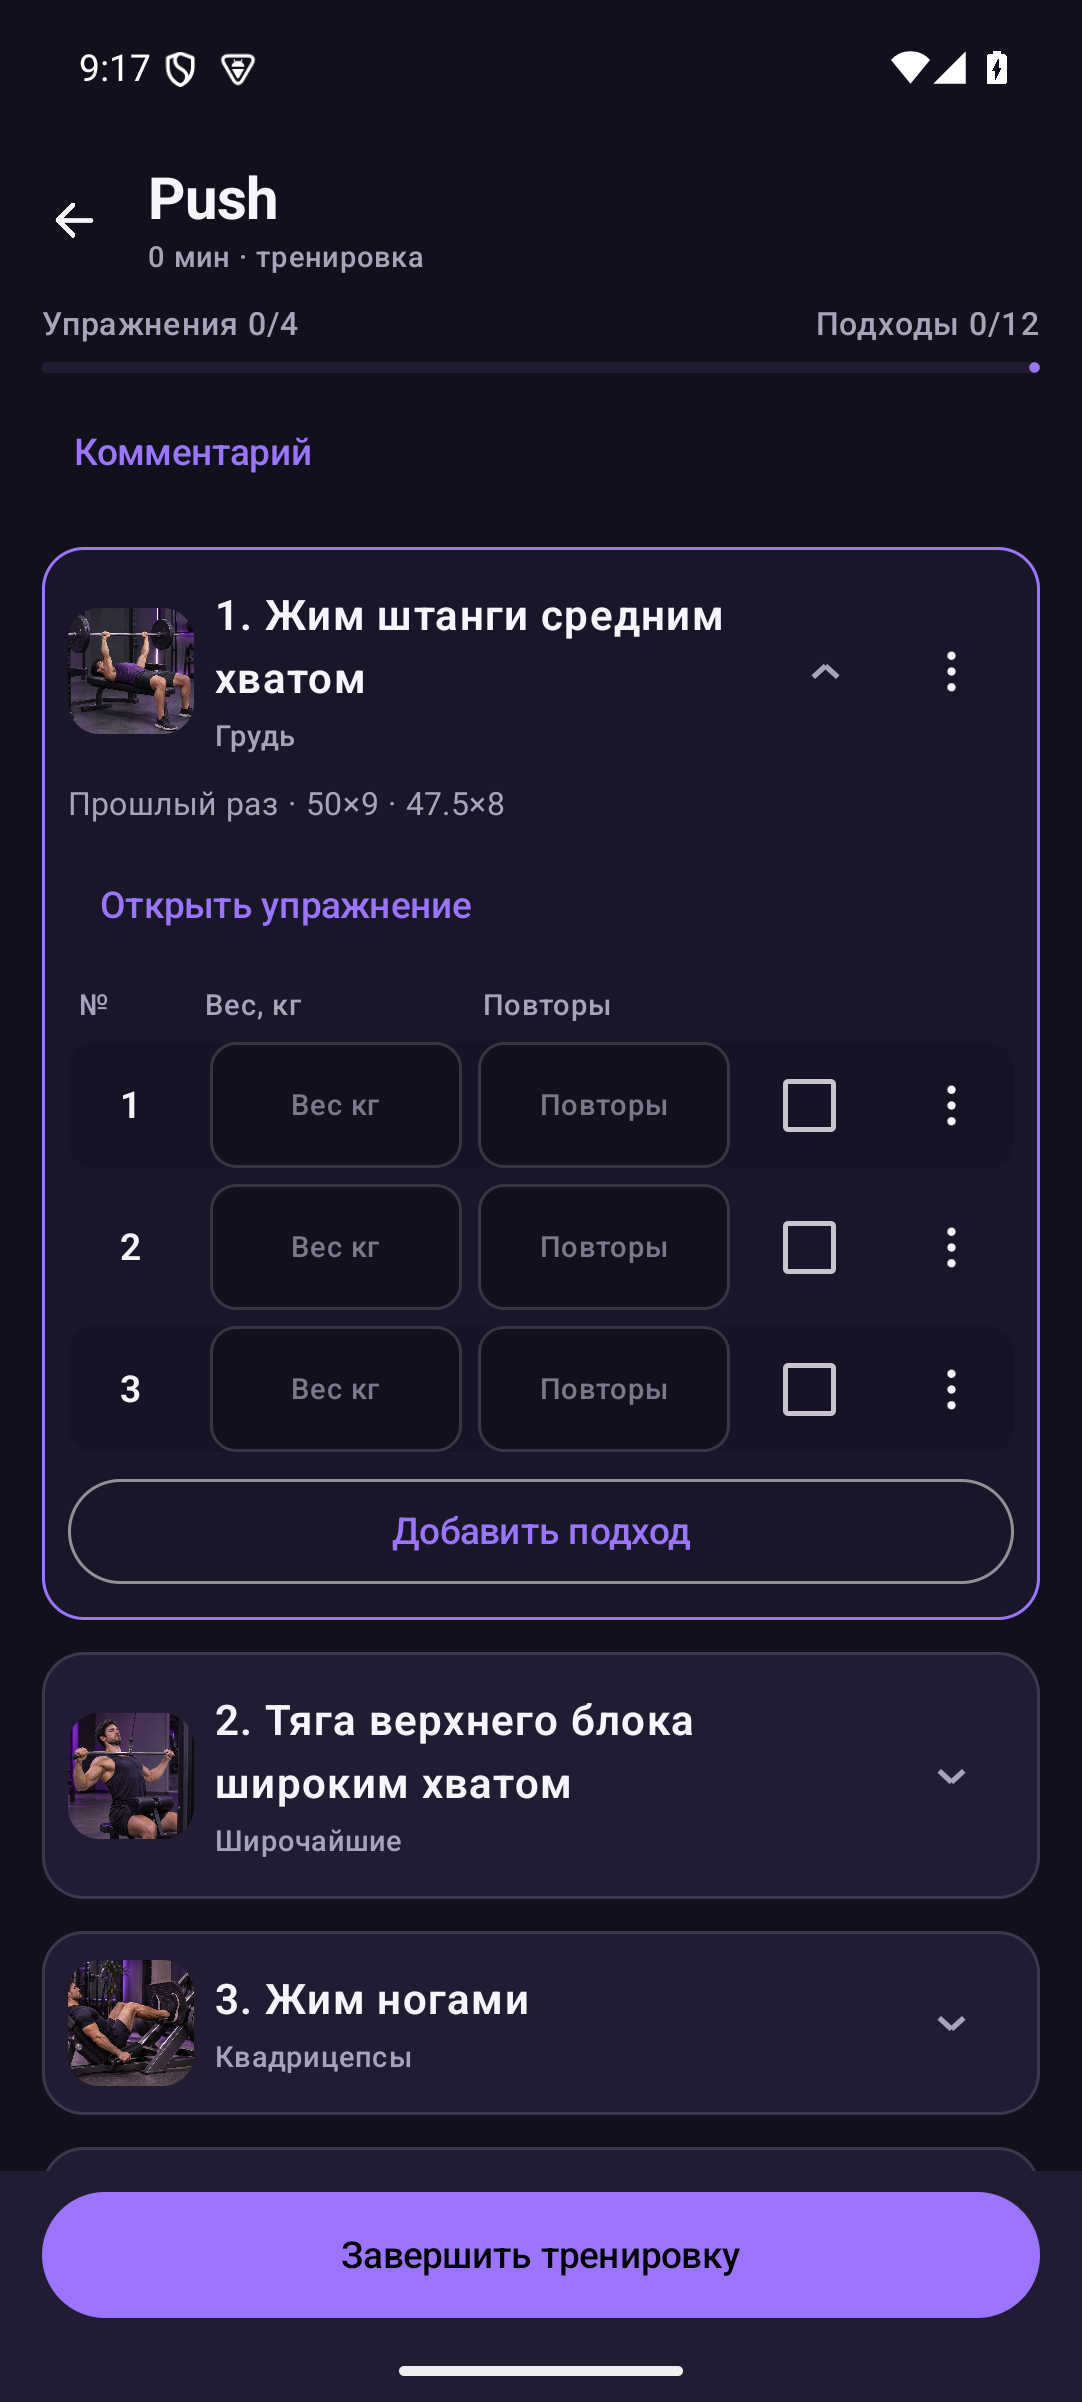 9:17
Push
0 мин · тренировка
Упражнения 0/4
Подходы 0/12
Комментарий
1. Жим штанги средним
хватом
Грудь
Прошлый раз · 50×9 · 47.5×8
Открыть упражнение
№ Вес, кг Повторы
1 Вес кг Повторы
2 Вес кг Повторы
3 Вес кг Повторы
Добавить подход
2. Тяга верхнего блока
широким хватом
Широчайшие
3. Жим ногами
Квадрицепсы
Завершить тренировку